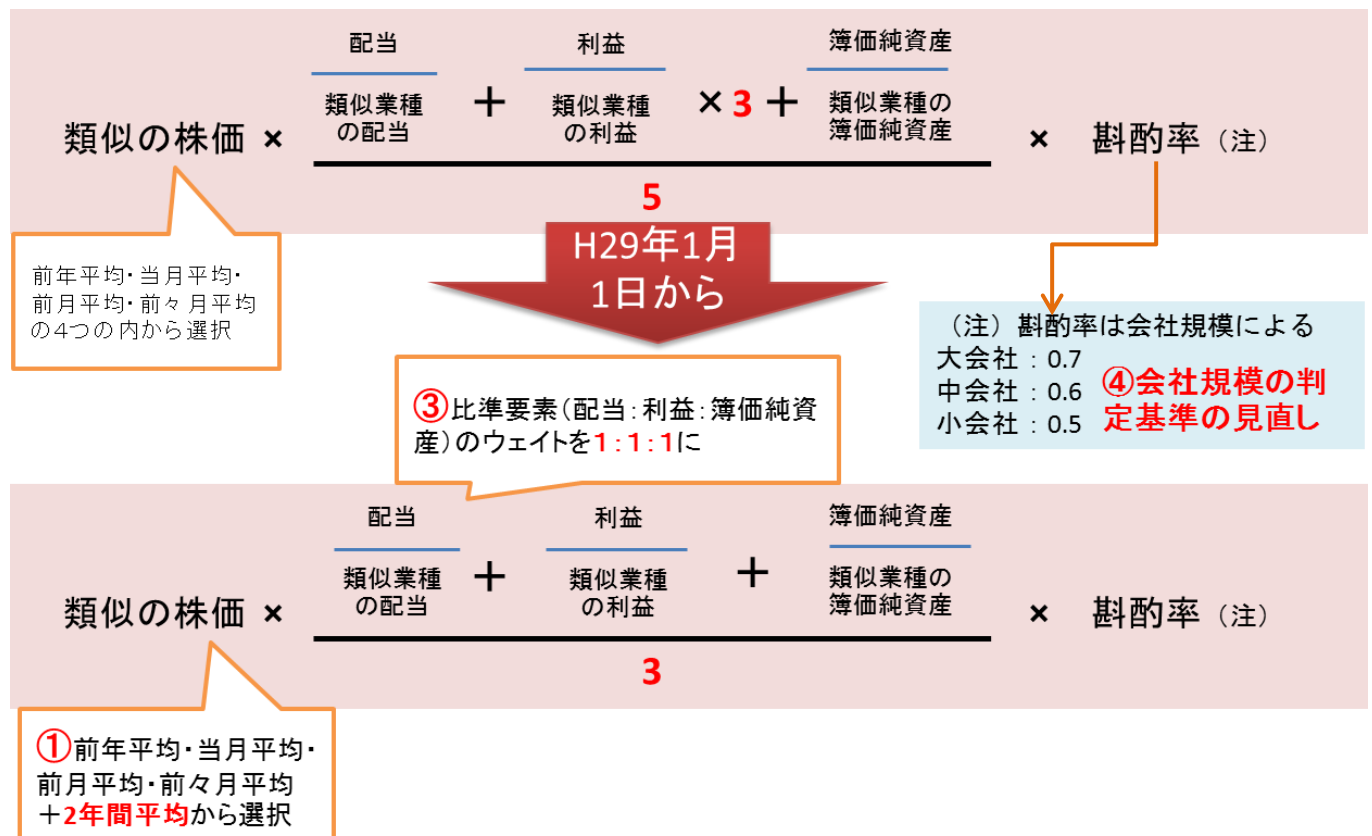 配当
利益
簿価純資産
類似の株価 ×
類似業種
の配当
＋
類似業種
の利益
×3＋
類似業種の
簿価純資産
× 斟酌率（注）
5
前年平均・当月平均・
前月平均・前々月平均
の4つの内から選択
H29年1月
1日から
（注）斟酌率は会社規模による
大会社：0.7
中会社：0.6
小会社：0.5
④会社規模の判
定基準の見直し
③比準要素（配当：利益：簿価純資
産）のウェイトを1：1：1に
配当
利益
簿価純資産
類似の株価 ×
類似業種
の配当
＋
類似業種
の利益
＋
類似業種の
簿価純資産
× 斟酌率（注）
3
①前年平均・当月平均・
前月平均・前々月平均
＋2年間平均から選択